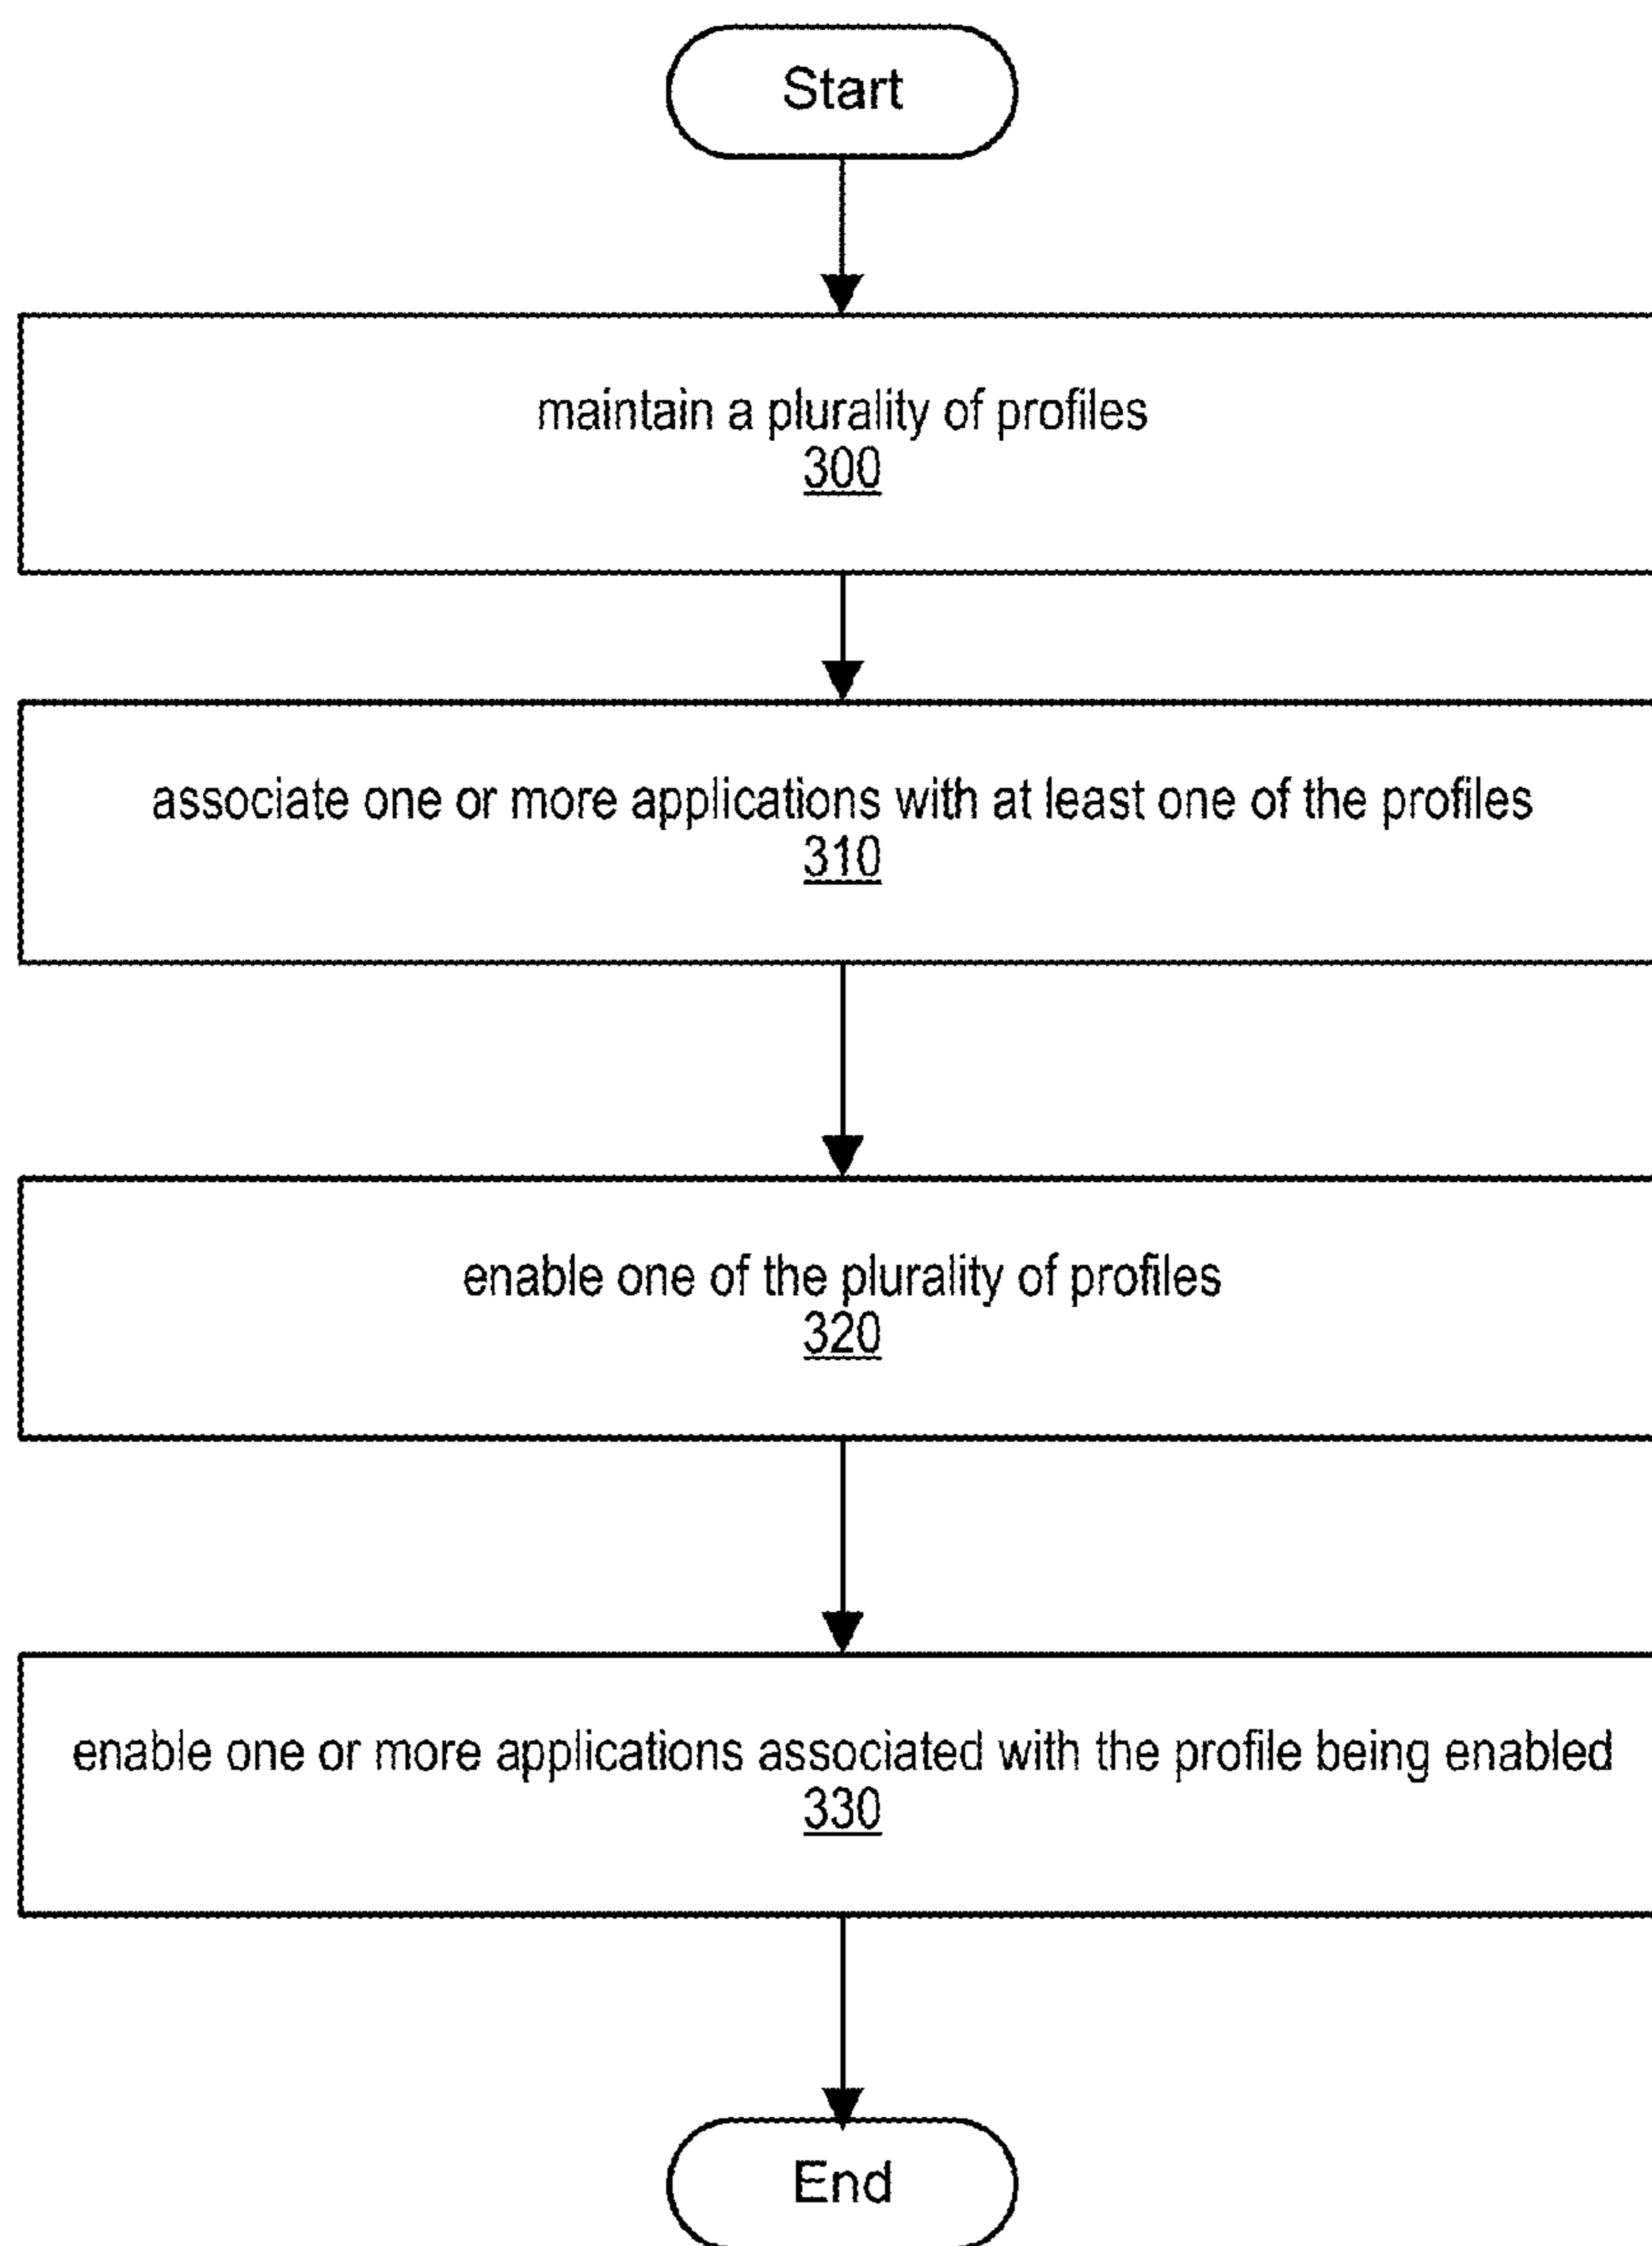 Start
maintain a plurality of profiles
300
associate one or more applications with at least one of the profiles
310
enable one of the plurality of profiles
320
enable one or more applications associated with the profile being enabled
330
End